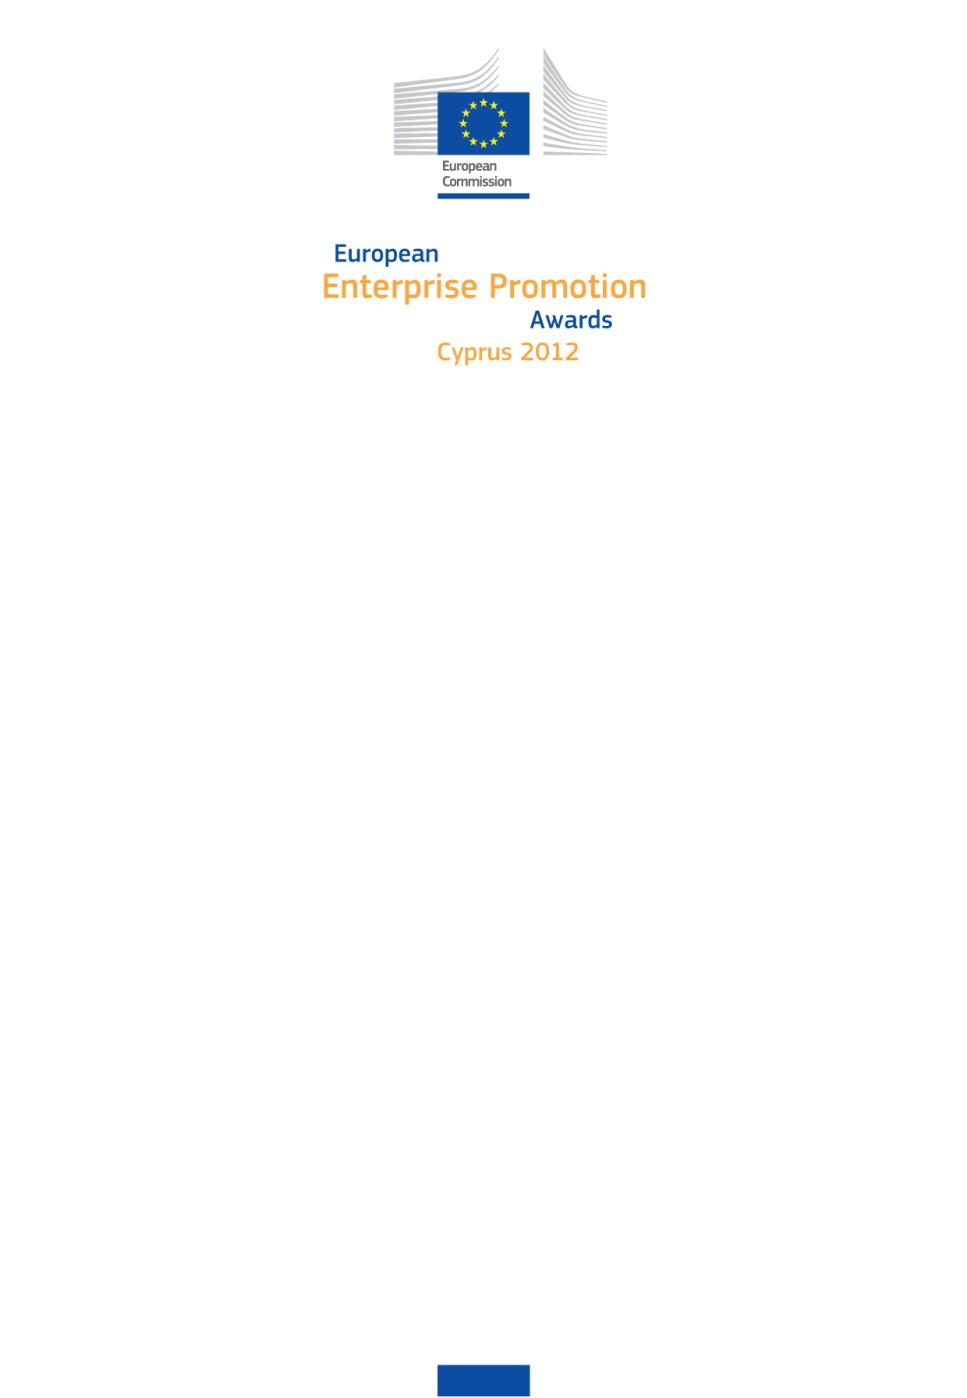 European
Commission
European
Enterprise Promotion
Awards
Cyprus 2012